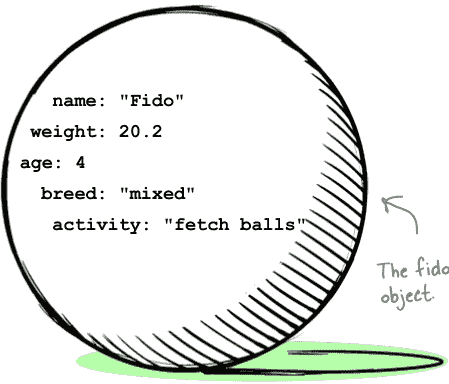 name: "Fido"
weight: 20.2
age: 4
breed: "mixed"
activity: "fetch balls"
The fido
object.